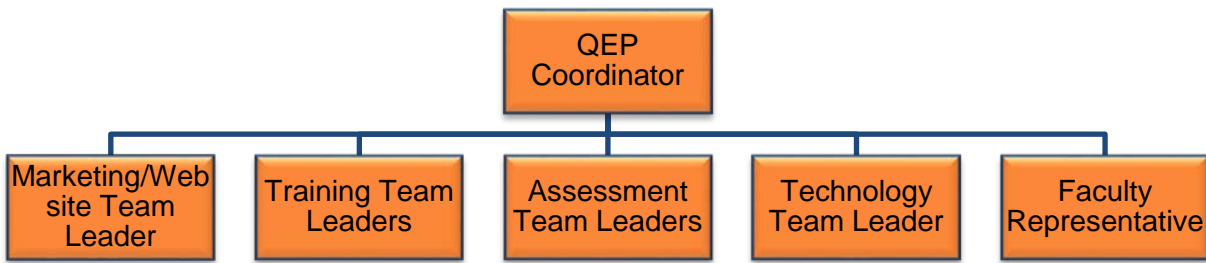 QEP
Coordinator
Marketing/Web
site Team
Leader
Training Team
Leaders
Assessment
Team Leaders
Technology
Team Leader
Faculty
Representative